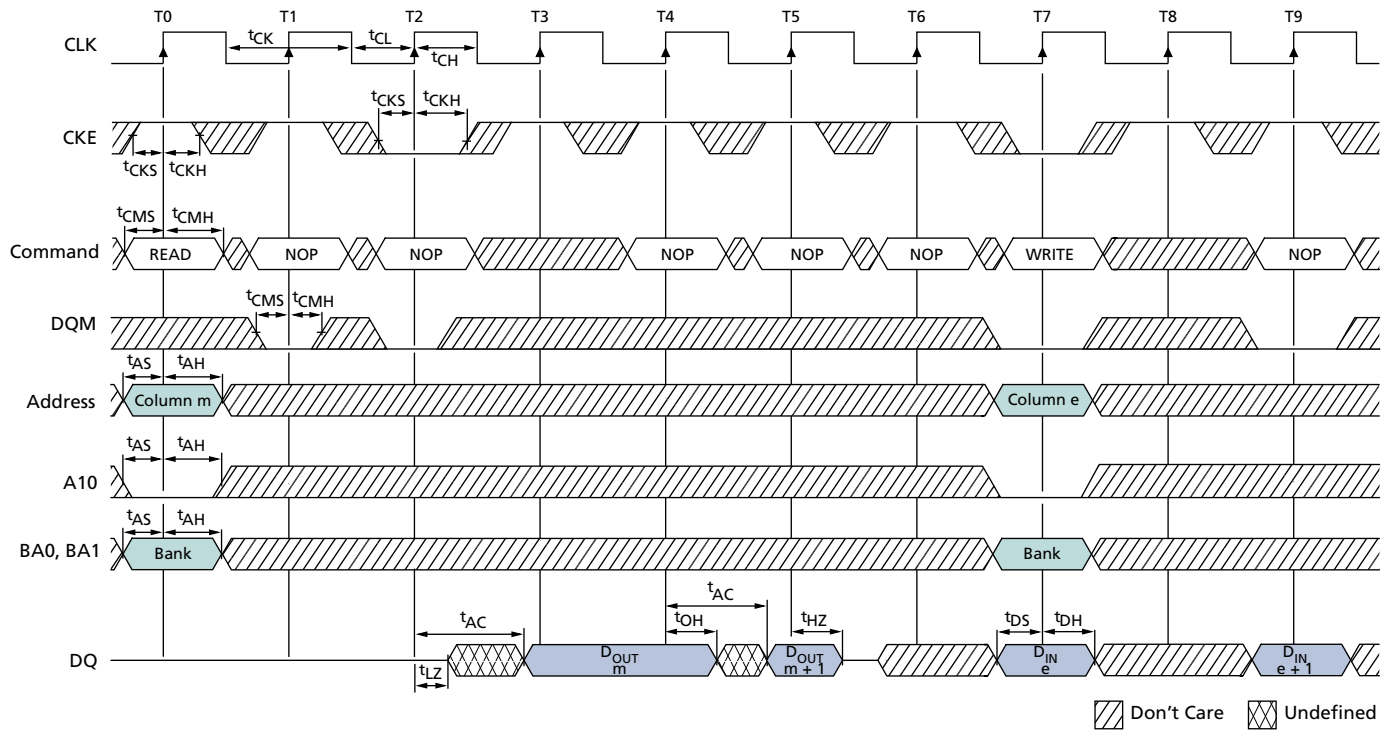 T0 T1 T2 T3 T4 T5 T6 T7 T8 T9
CLK
tCK tCL
tCH
tCKS tCKH
CKE
tCKS tCKH
tCMS tCMH
Command READ NOP NOP NOP NOP NOP WRITE NOP
tCMS tCMH
DQM
tAS tAH
Address Column m Column e
tAS tAH
A10
tAS tAH
BA0, BA1 Bank Bank
tAC
tAC tOH tHZ tDS tDH
DQ DOUT m DOUT m + 1 DIN e DIN e + 1
tLZ
Don't Care Undefined